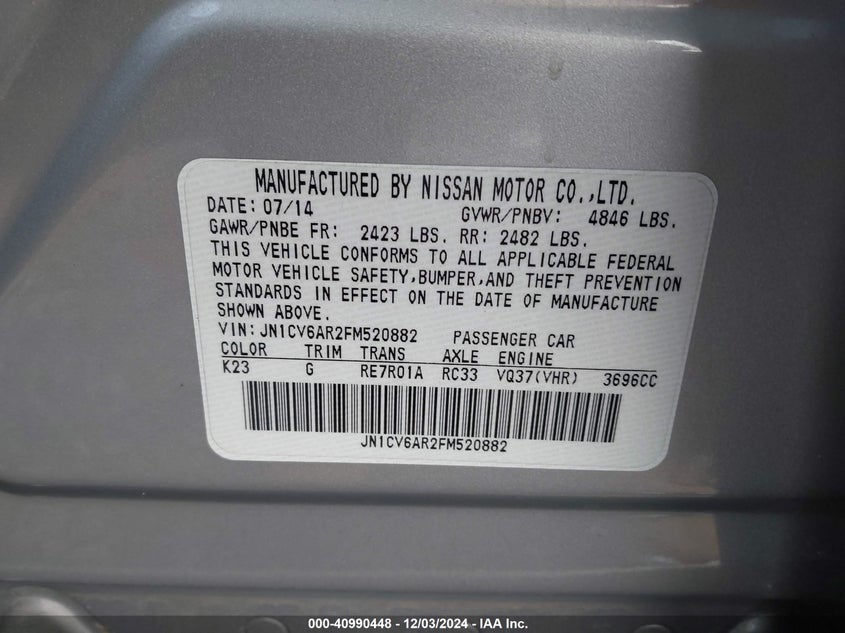 MANUFACTURED BY NISSAN MOTOR CO.,LTD.
DATE: 07/14 GVWR/PNBV: 4846 LBS.
GAWR/PNBE FR: 2423 LBS. RR: 2482 LBS.
THIS VEHICLE CONFORMS TO ALL APPLICABLE FEDERAL
MOTOR VEHICLE SAFETY,BUMPER,AND THEFT PREVENTION
STANDARDS IN EFFECT ON THE DATE OF MANUFACTURE
SHOWN ABOVE.
VIN:JN1CV6AR2FM520882 PASSENGER CAR
COLOR TRIM TRANS AXLE ENGINE
K23 G RE7R01A RC33 VQ37(VHR) 3696CC
JN1CV6AR2FM520882
000-40990448 - 12/03/2024 - IAA Inc.